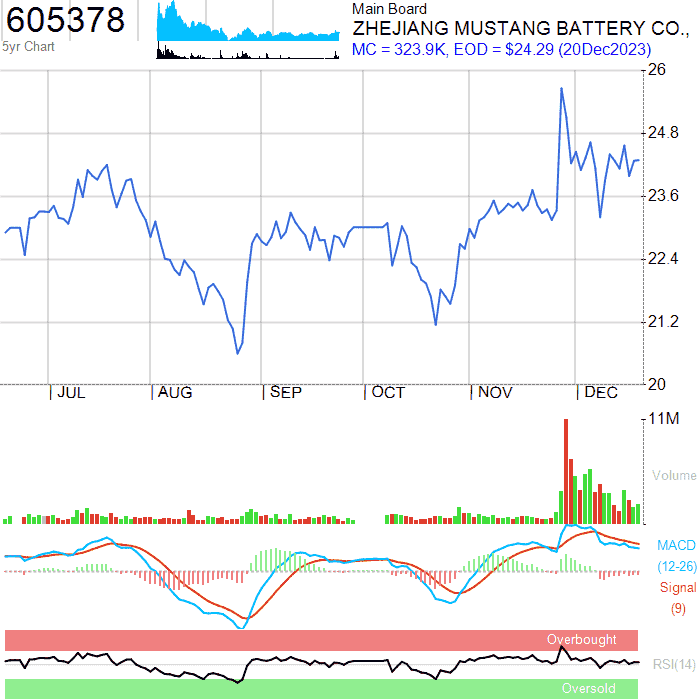 605378
5yr Chart
Main Board
ZHEJIANG MUSTANG BATTERY CO.,
MC = 323.9K, EOD = $24.29 (20Dec2023)
26
24.8
23.6
22.4
21.2
20
JUL
AUG
SEP
OCT
NOV
DEC
11M
Volume
MACD
(12-26)
Signal
(9)
Overbought
RSI(14)
Oversold